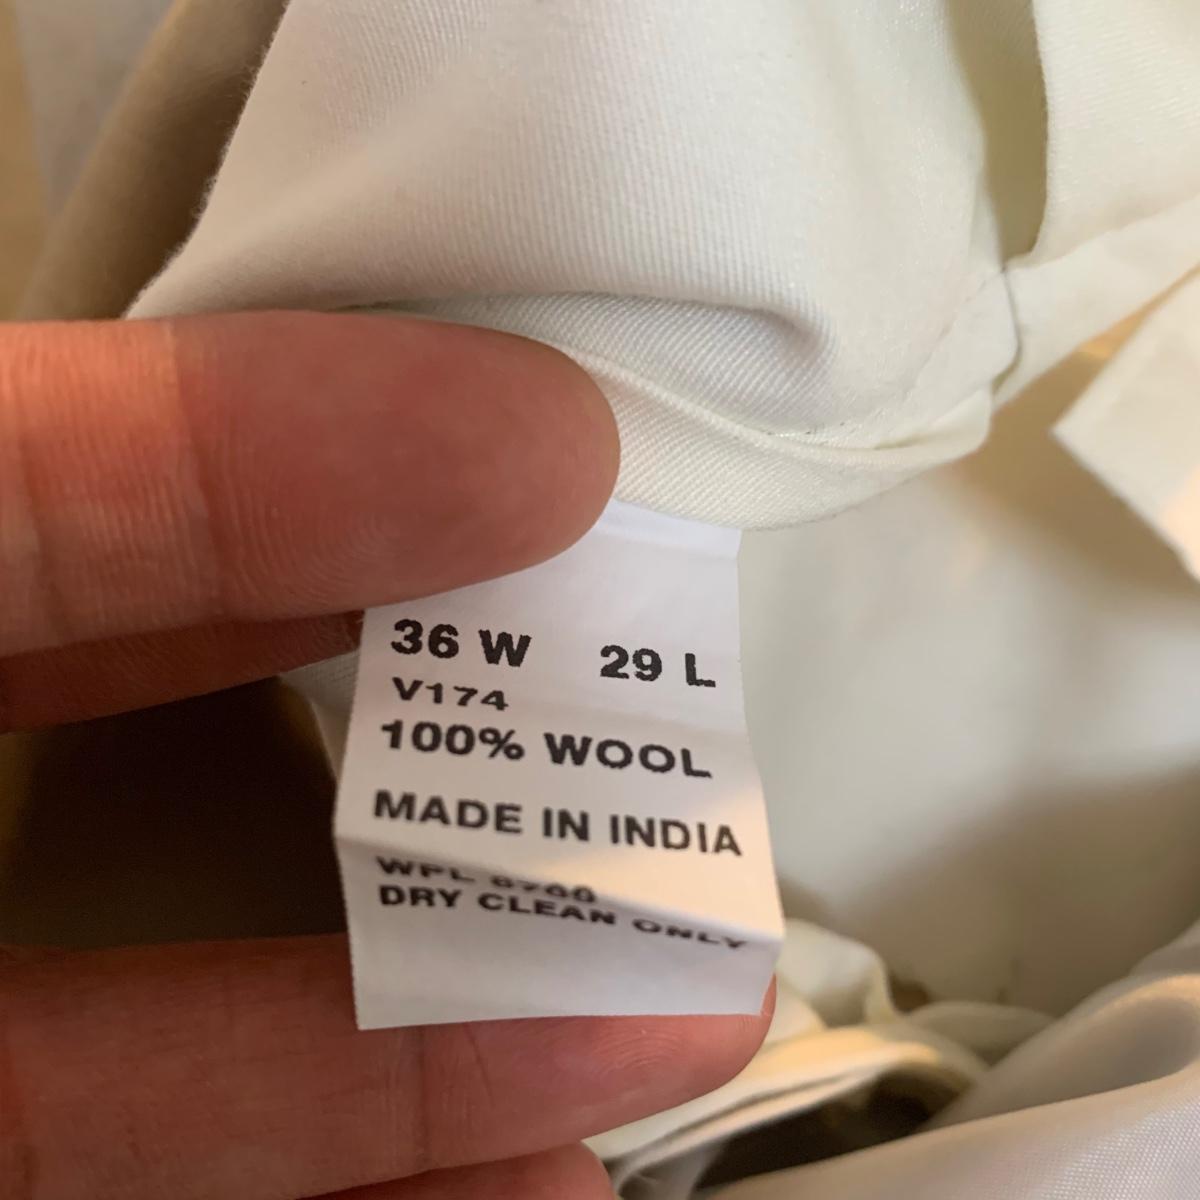 36 W 29 L
V174
100% WOOL
MADE IN INDIA
WPL
DRY CLEAN ONLY